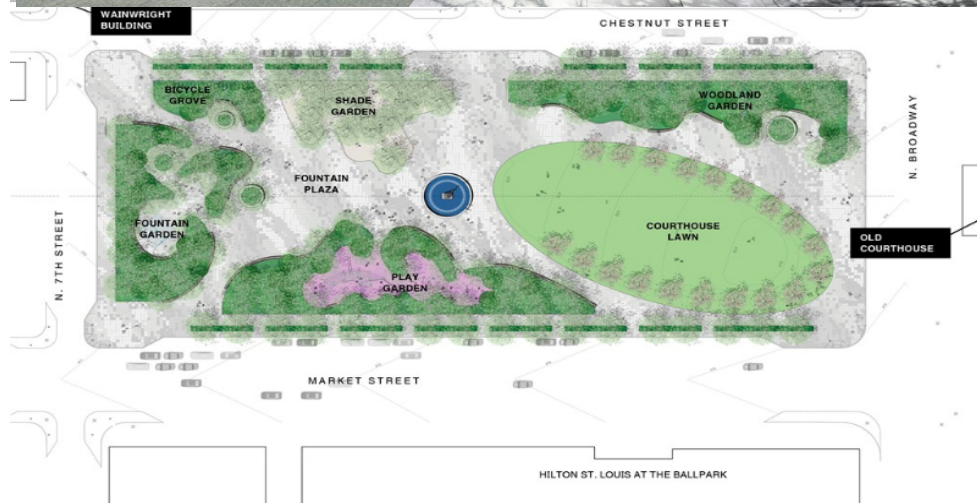 WAINWRIGHT
BUILDING
CHESTNUT STREET
BICYCLE
GROVE
SHADE
GARDEN
WOODLAND
GARDEN
N. BROADWAY
FOUNTAIN
PLAZA
N. 7TH STREET
FOUNTAIN
GARDEN
COURTHOUSE
LAWN
OLD
COURTHOUSE
PLAY
GARDEN
MARKET STREET
HILTON ST. LOUIS AT THE BALLPARK